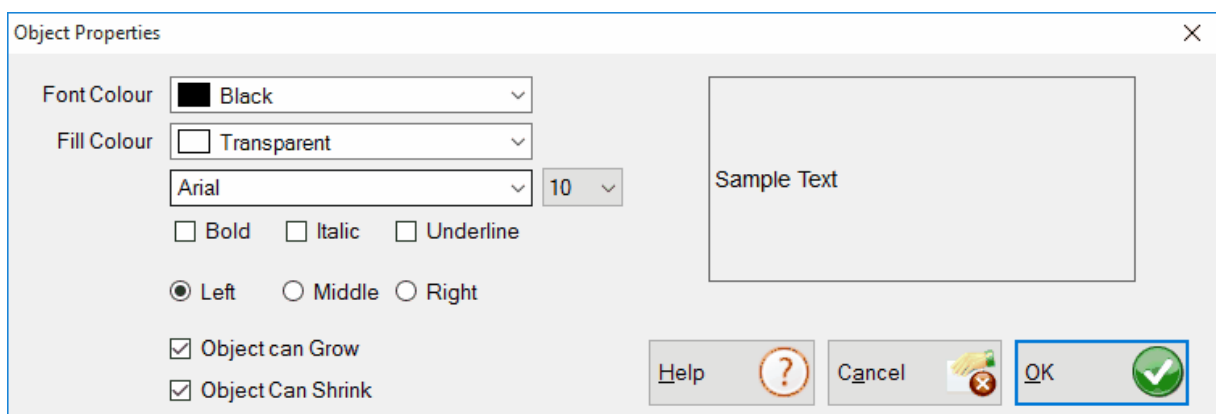 Object Properties
Font Colour Black
Fill Colour Transparent
Arial 10
Sample Text
Bold Italic Underline
Left Middle Right
Object can Grow
Object Can Shrink
Help ? Cancel OK